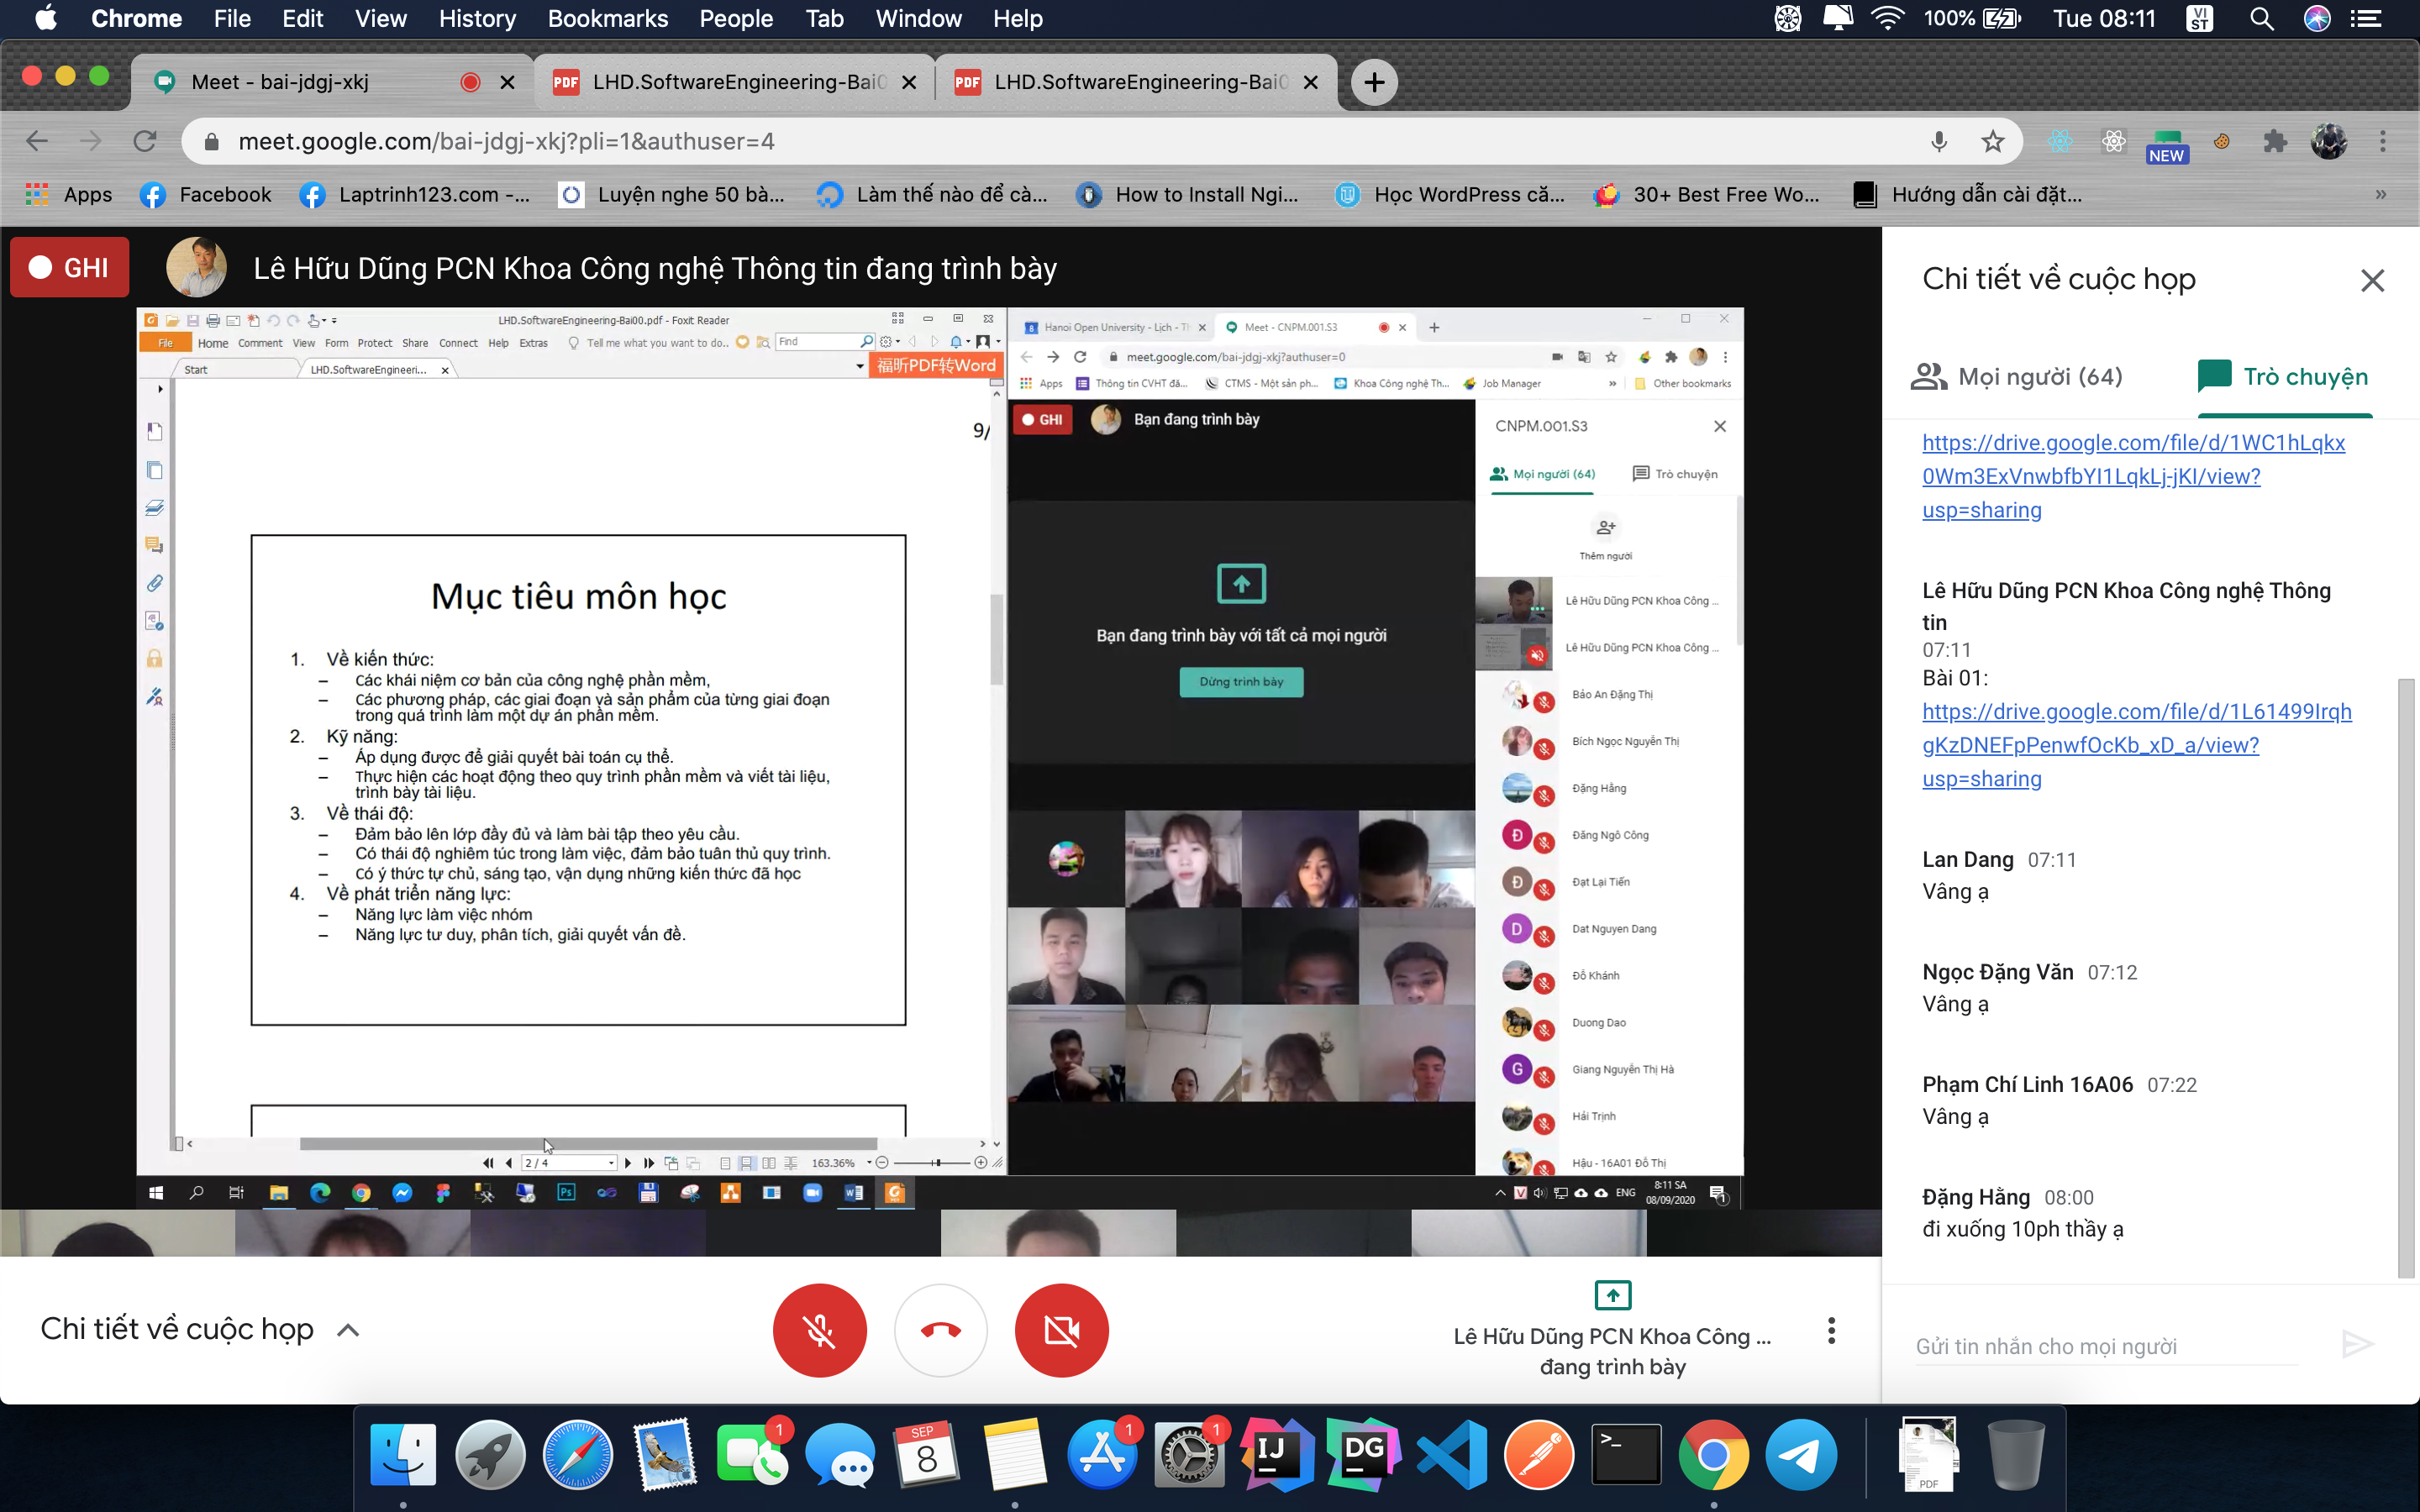 Chrome File Edit View History Bookmarks People Tab Window Help
100% Tue 08:11 VI ST
Meet - bai-jdgj-xkj
PDF LHD.SoftwareEngineering-Bai0
PDF LHD.SoftwareEngineering-Bai0
meet.google.com/bai-jdgj-xkj?pli=1&authuser=4
NEW
Apps Facebook Laptrinh123.com -... Luyện nghe 50 bà... Làm thế nào để cà... How to Install Ngi... Học WordPress că... 30+ Best Free Wo... Hướng dẫn cài đặt... »
GHI
Lê Hữu Dũng PCN Khoa Công nghệ Thông tin đang trình bày
LHD.SoftwareEngineering-Bai00.pdf - Foxit Reader
File Home Comment View Form Protect Share Connect Help Extras Tell me what you want to do.. Find
Start LHD.SoftwareEngineeri...
福昕PDF转Word
9/
Mục tiêu môn học
1. Về kiến thức:
– Các khái niệm cơ bản của công nghệ phần mềm,
– Các phương pháp, các giai đoạn và sản phẩm của từng giai đoạn
trong quá trình làm một dự án phần mềm.
2. Kỹ năng:
– Áp dụng được để giải quyết bài toán cụ thể.
– Thực hiện các hoạt động theo quy trình phần mềm và viết tài liệu,
trình bày tài liệu.
3. Về thái độ:
– Đảm bảo lên lớp đầy đủ và làm bài tập theo yêu cầu.
– Có thái độ nghiêm túc trong làm việc, đảm bảo tuân thủ quy trình.
– Có ý thức tự chủ, sáng tạo, vận dụng những kiến thức đã học
4. Về phát triển năng lực:
– Năng lực làm việc nhóm
– Năng lực tư duy, phân tích, giải quyết vấn đề.
2 / 4
163.36%
Hanoi Open University - Lịch - T
Meet - CNPM.001.S3
meet.google.com/bai-jdgj-xkj?authuser=0
Apps Thông tin CVHT đã... CTMS - Một sản ph... Khoa Công nghệ Th... Job Manager » Other bookmarks
GHI
Bạn đang trình bày
Bạn đang trình bày với tất cả mọi người
Dừng trình bày
CNPM.001.S3
Mọi người (64) Trò chuyện
Thêm người
Lê Hữu Dũng PCN Khoa Công ...
Lê Hữu Dũng PCN Khoa Công ...
Bảo An Đặng Thị
Bích Ngọc Nguyễn Thị
Đặng Hằng
Đ Đăng Ngô Công
Đ Đạt Lại Tiến
D Dat Nguyen Dang
Đỗ Khánh
Duong Dao
G Giang Nguyễn Thị Hà
Hải Trịnh
Hậu - 16A01 Đỗ Thị
Ps
ENG
8:11 SA
08/09/2020
1
Chi tiết về cuộc họp
Mọi người (64) Trò chuyện
https://drive.google.com/file/d/1WC1hLqkx
0Wm3ExVnwbfbYI1LqkLj-jKI/view?
usp=sharing
Lê Hữu Dũng PCN Khoa Công nghệ Thông
tin
07:11
Bài 01:
https://drive.google.com/file/d/1L61499Irqh
gKzDNEFpPenwfOcKb_xD_a/view?
usp=sharing
Lan Dang 07:11
Vâng ạ
Ngọc Đặng Văn 07:12
Vâng ạ
Phạm Chí Linh 16A06 07:22
Vâng ạ
Đặng Hằng 08:00
đi xuống 10ph thầy ạ
Gửi tin nhắn cho mọi người
Chi tiết về cuộc họp
Lê Hữu Dũng PCN Khoa Công ...
đang trình bày
1
SEP
8
1
1
IJ
DG
>_
PDF